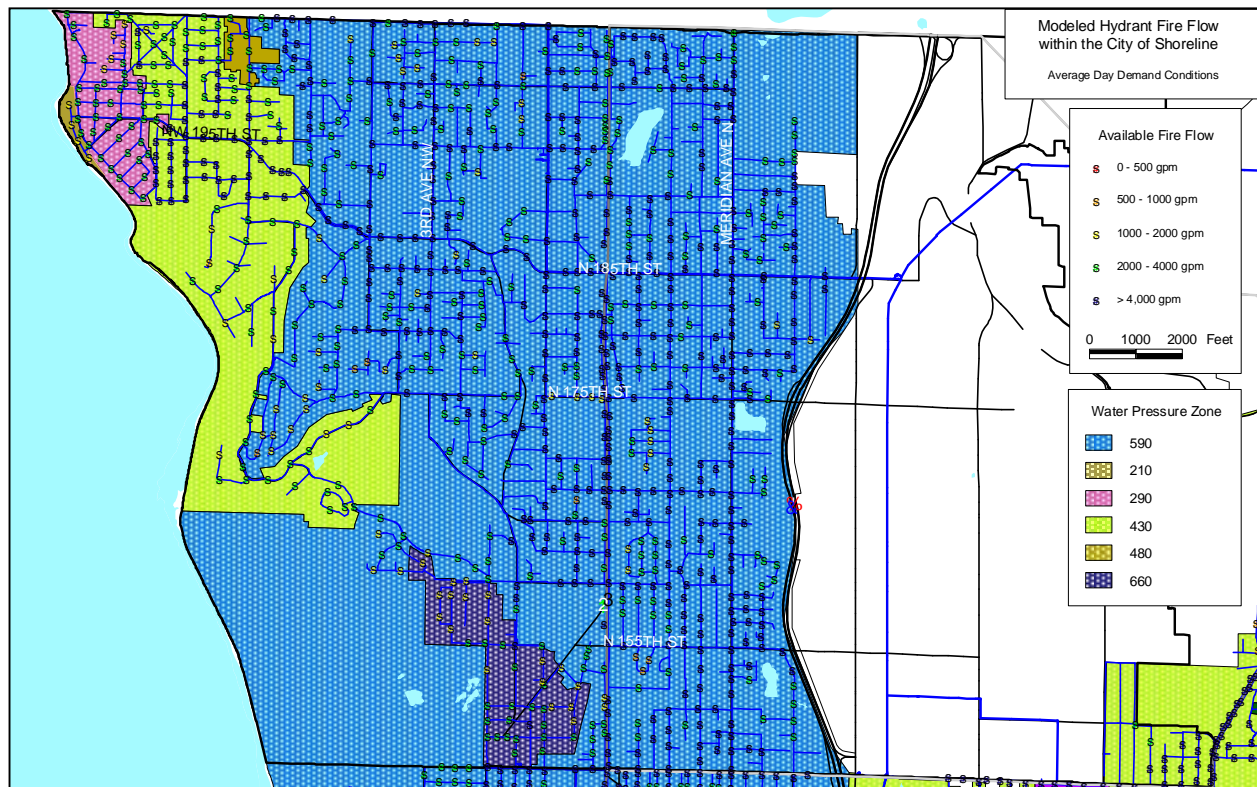 Modeled Hydrant Fire Flow
within the City of Shoreline
Average Day Demand Conditions
Available Fire Flow
0 - 500 gpm
500 - 1000 gpm
1000 - 2000 gpm
2000 - 4000 gpm
> 4,000 gpm
0 1000 2000 Feet
Water Pressure Zone
590
210
290
430
480
660
NW 195TH ST
3RD AVE NW
MERIDIAN AVE N
N 185TH ST
N 175TH ST
N 155TH ST